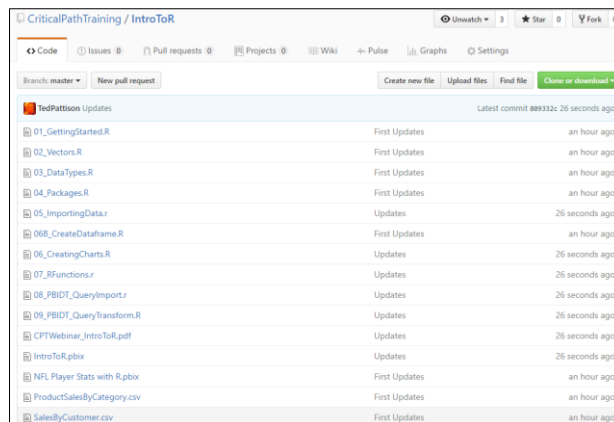 CriticalPathTraining / IntroToR
Unwatch 3 Star 0 Fork
Code Issues 0 Pull requests 0 Projects 0 Wiki Pulse Graphs Settings
Branch: master New pull request Create new file Upload files Find file Clone or download
TedPattison Updates Latest commit 809332c 26 seconds ago
01_GettingStarted.R First Updates an hour ago
02_Vectors.R First Updates an hour ago
03_DataTypes.R First Updates an hour ago
04_Packages.R First Updates an hour ago
05_ImportingData.r Updates 26 seconds ago
06B_CreateDataframe.R First Updates an hour ago
06_CreatingCharts.R Updates 26 seconds ago
07_RFunctions.r Updates 26 seconds ago
08_PBIDT_QueryImport.r Updates 26 seconds ago
09_PBIDT_QueryTransform.R Updates 26 seconds ago
CPTWebinar_IntroToR.pdf Updates 26 seconds ago
IntroToR.pbix Updates 26 seconds ago
NFL Player Stats with R.pbix First Updates an hour ago
ProductSalesByCategory.csv First Updates an hour ago
SalesByCustomer.csv First Updates an hour ago